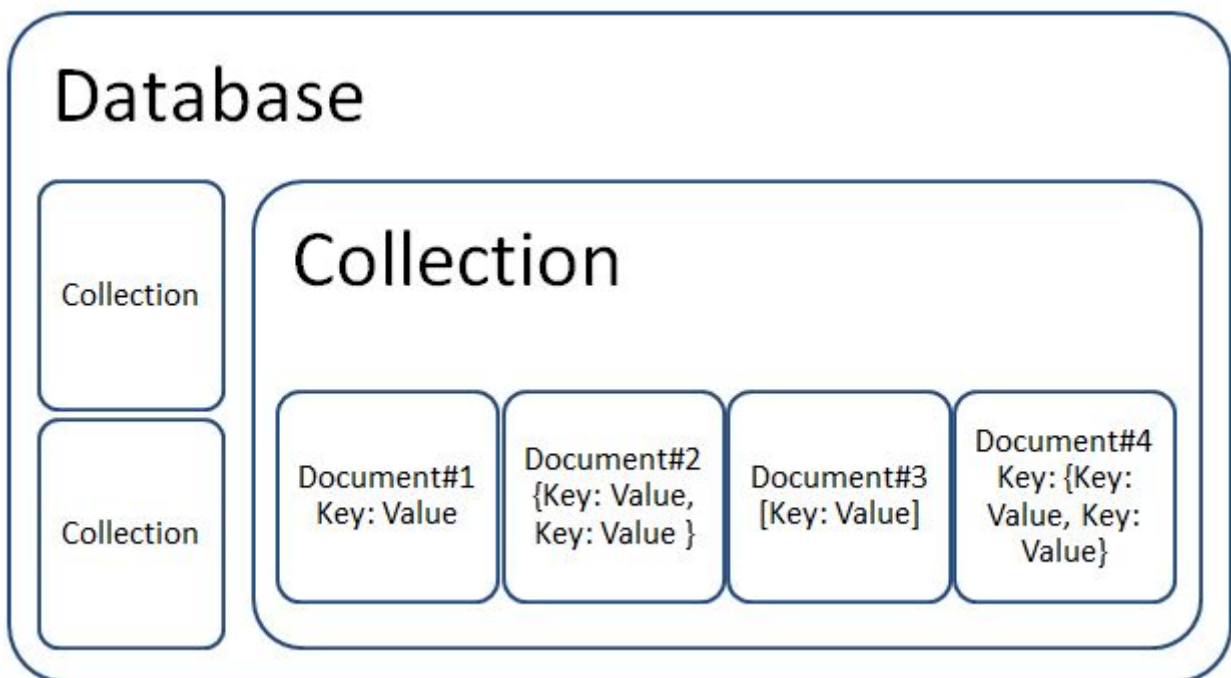 Database
Collection
Collection
Collection
Document#1
Key: Value
Document#2
{Key: Value,
Key: Value }
Document#3
[Key: Value]
Document#4
Key: {Key:
Value, Key:
Value}